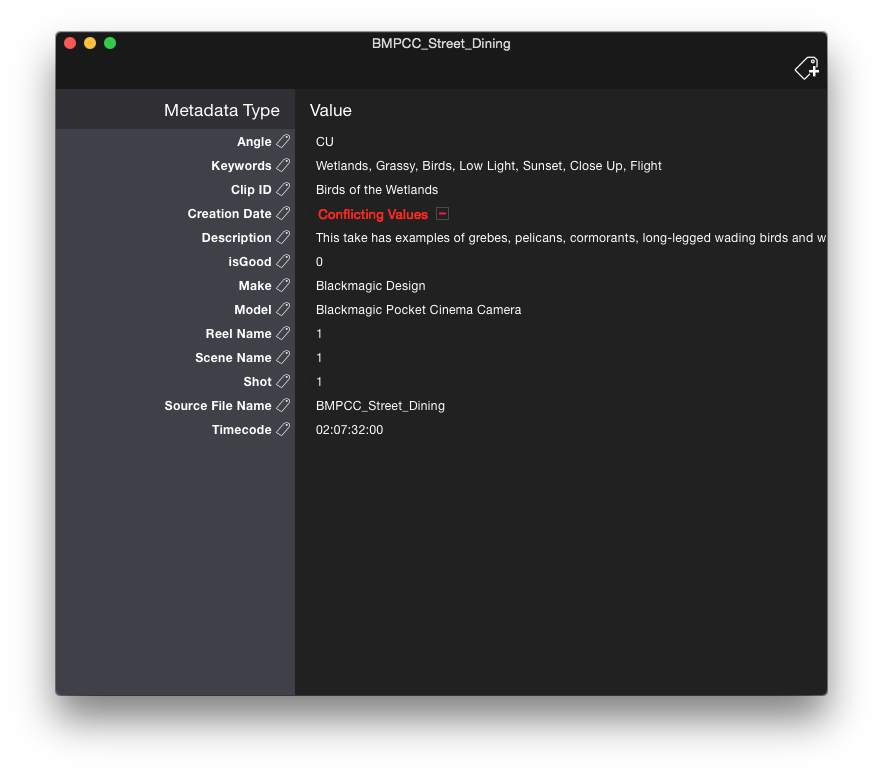 BMPCC_Street_Dining
Metadata Type Value
Angle CU
Keywords Wetlands, Grassy, Birds, Low Light, Sunset, Close Up, Flight
Clip ID Birds of the Wetlands
Creation Date Conflicting Values
Description This take has examples of grebes, pelicans, cormorants, long-legged wading birds and w
isGood 0
Make Blackmagic Design
Model Blackmagic Pocket Cinema Camera
Reel Name 1
Scene Name 1
Shot 1
Source File Name BMPCC_Street_Dining
Timecode 02:07:32:00